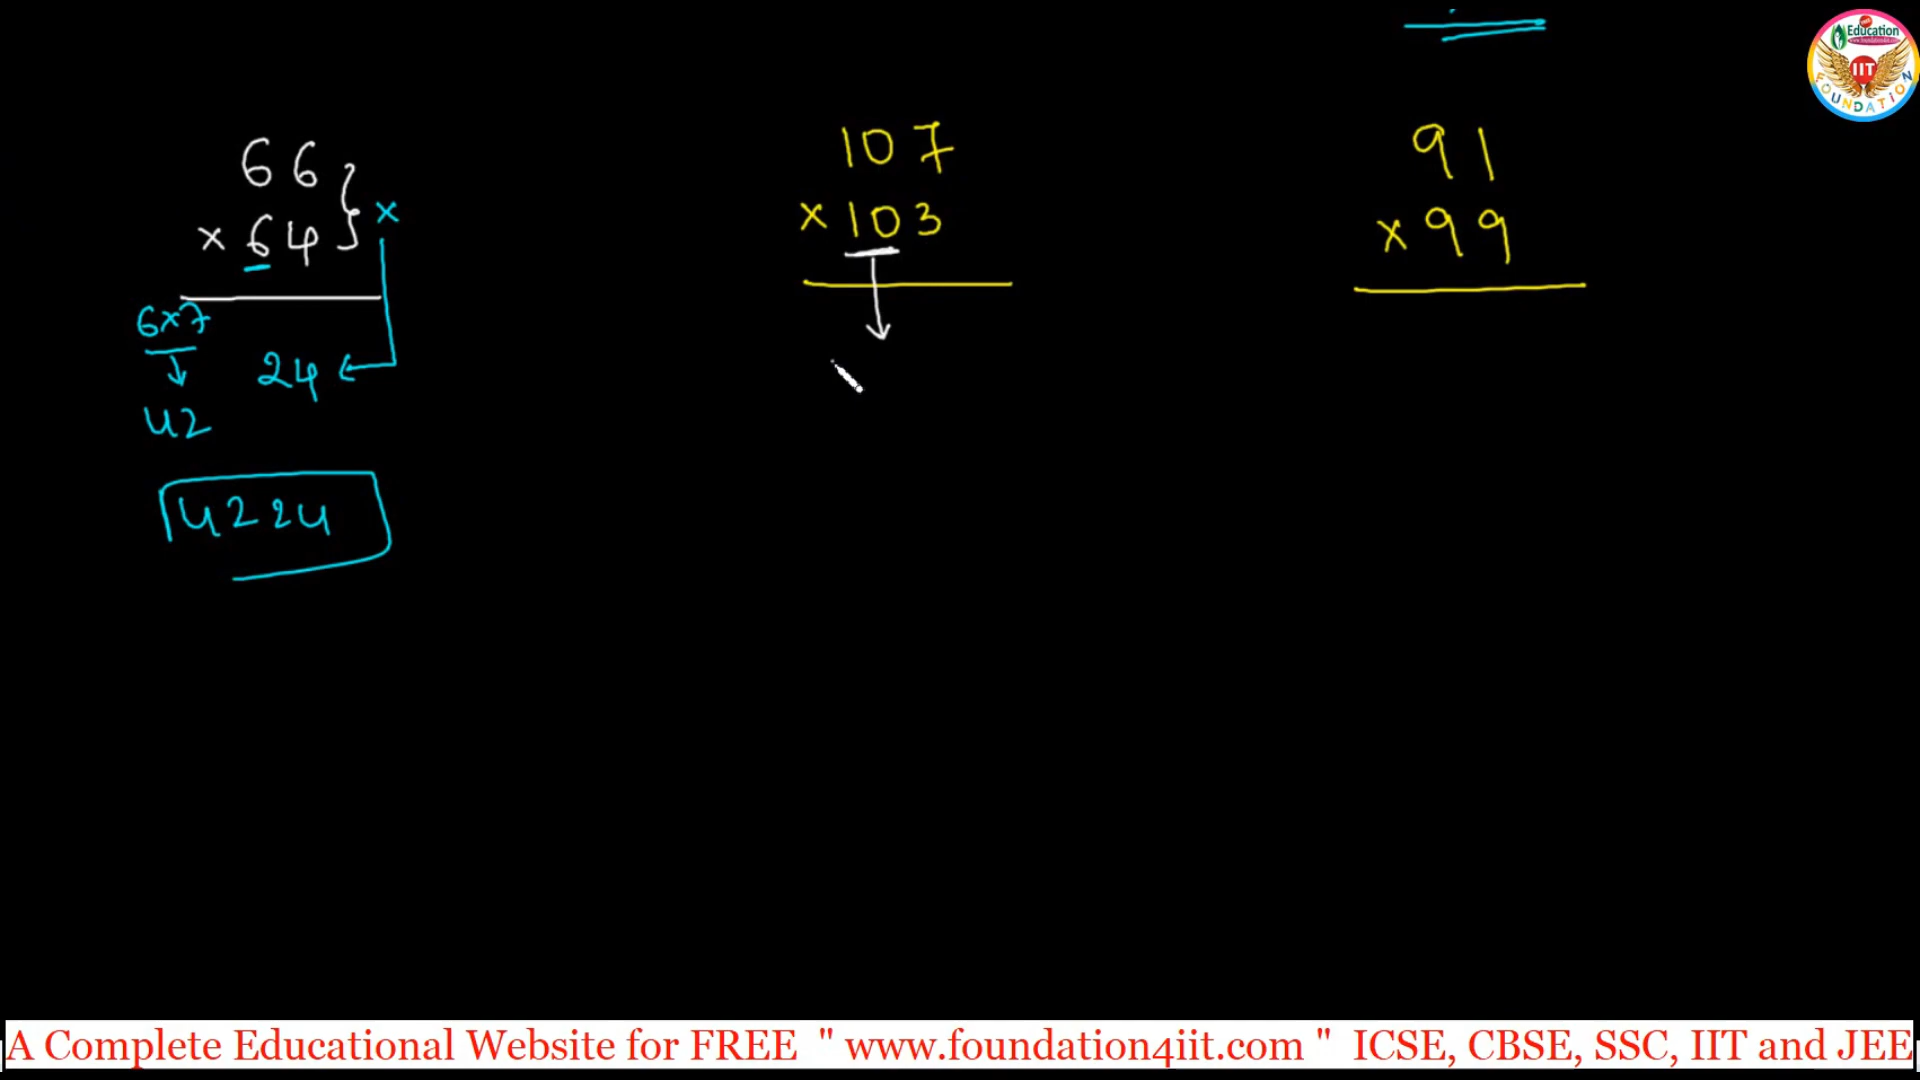 Education
IIT
FOUNDATION
66
× 64
×
6×7
24
42
4224
107
× 103
91
× 99
A Complete Educational Website for FREE " www.foundation4iit.com " ICSE, CBSE, SSC, IIT and JEE